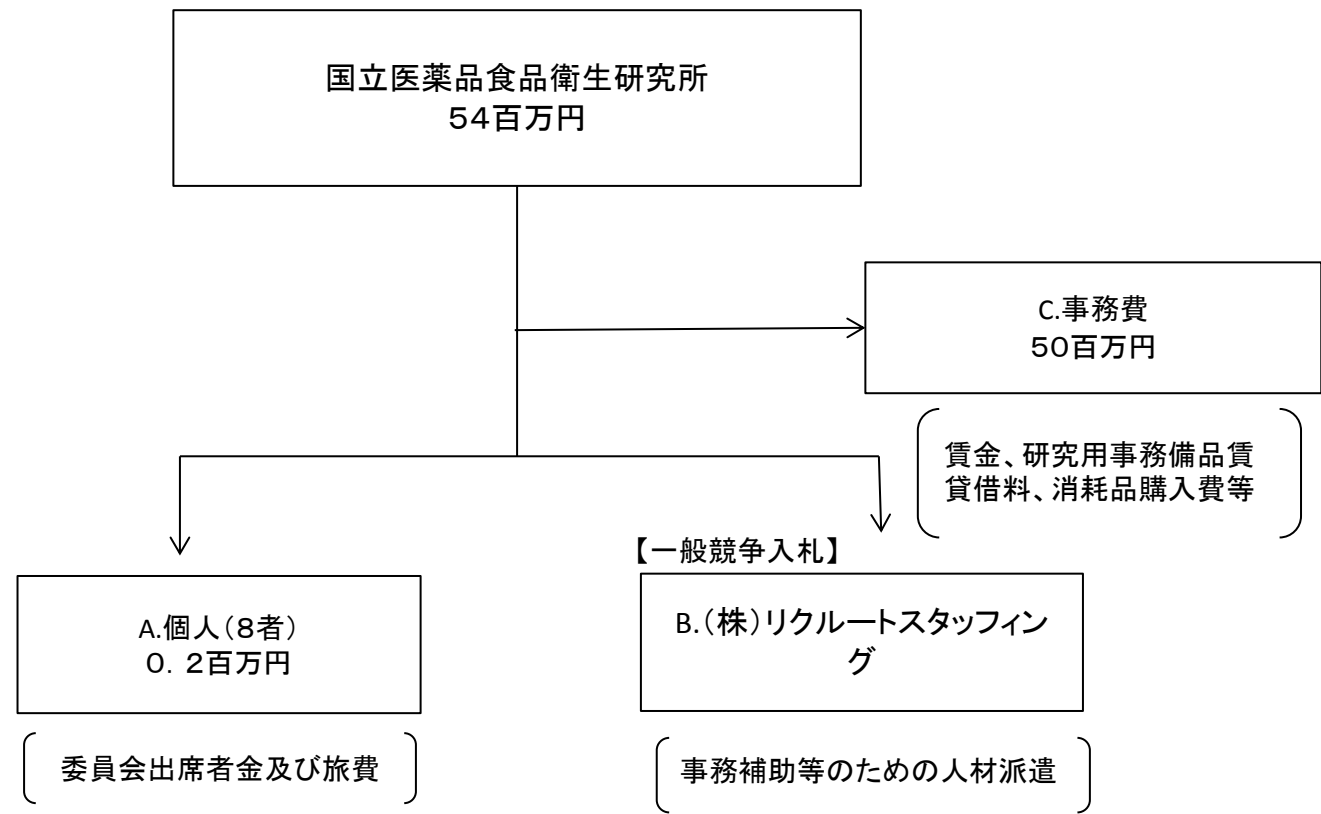 国立医薬品食品衛生研究所
５４百万円
C.事務費
５０百万円
賃金、研究用事務備品賃
貸借料、消耗品購入費等
【一般競争入札】
A.個人（８者）
０．２百万円
B.（株）リクルートスタッフィン
グ
委員会出席者金及び旅費
事務補助等のための人材派遣